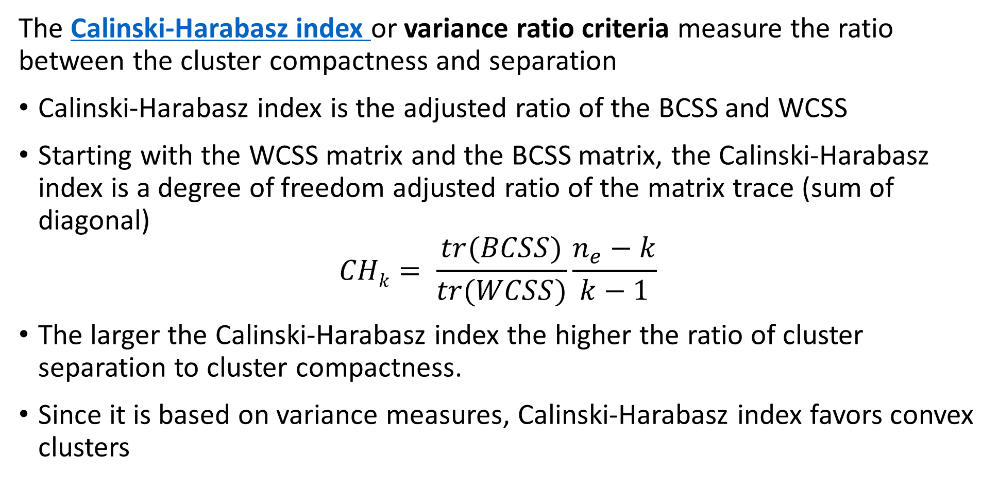 The Calinski-Harabasz index or variance ratio criteria measure the ratio
between the cluster compactness and separation
• Calinski-Harabasz index is the adjusted ratio of the BCSS and WCSS
• Starting with the WCSS matrix and the BCSS matrix, the Calinski-Harabasz
index is a degree of freedom adjusted ratio of the matrix trace (sum of
diagonal)
CH_k = \frac{tr(BCSS)}{tr(WCSS)} \frac{n_e - k}{k - 1}
• The larger the Calinski-Harabasz index the higher the ratio of cluster
separation to cluster compactness.
• Since it is based on variance measures, Calinski-Harabasz index favors convex
clusters